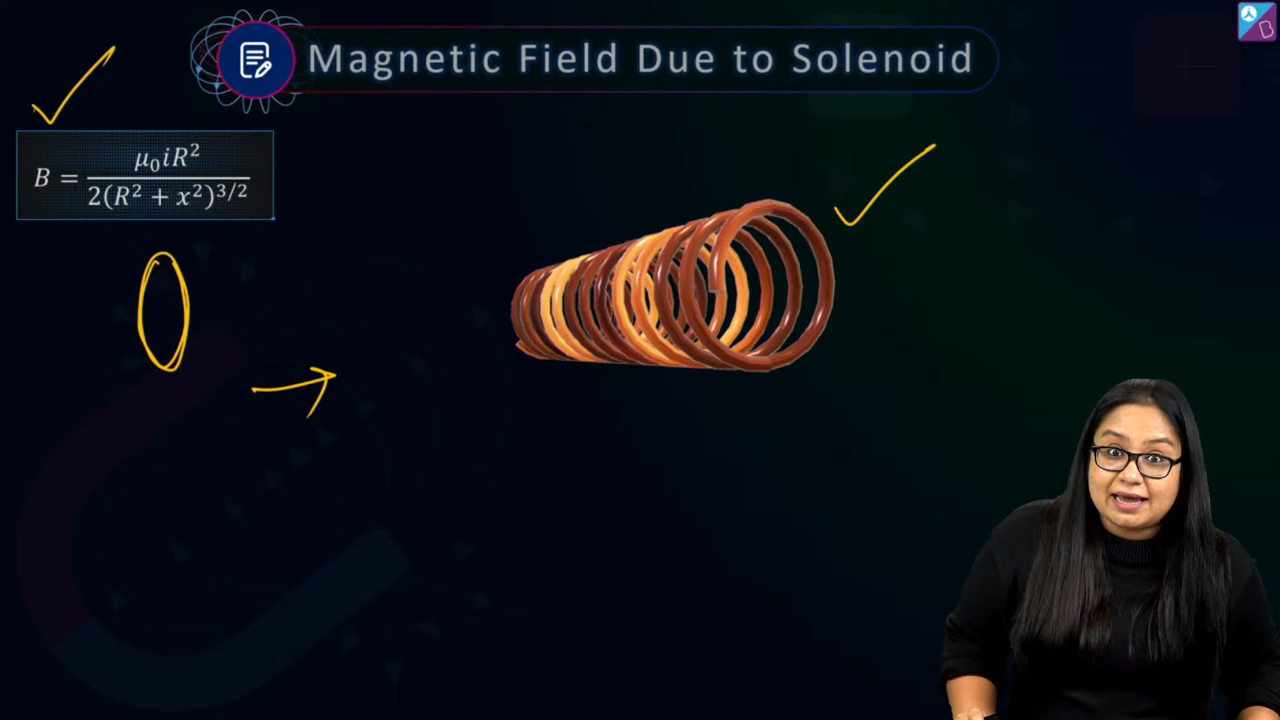 Magnetic Field Due to Solenoid
B = μ₀iR² / 2(R² + x²)^3/2
B